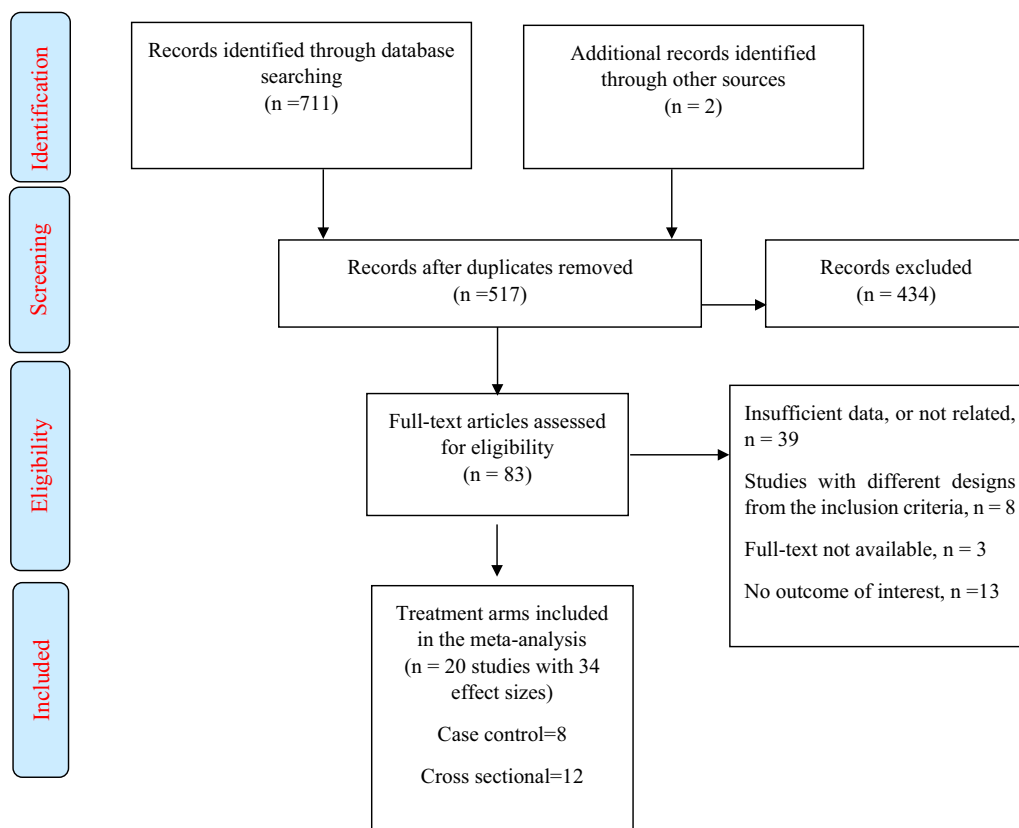 Identification
Records identified through database
searching
(n =711)
Additional records identified
through other sources
(n = 2)
Screening
Records after duplicates removed
(n =517)
Records excluded
(n = 434)
Eligibility
Full-text articles assessed
for eligibility
(n = 83)
Insufficient data, or not related,
n = 39
Studies with different designs
from the inclusion criteria, n = 8
Full-text not available, n = 3
No outcome of interest, n =13
Included
Treatment arms included
in the meta-analysis
(n = 20 studies with 34
effect sizes)
Case control=8
Cross sectional=12